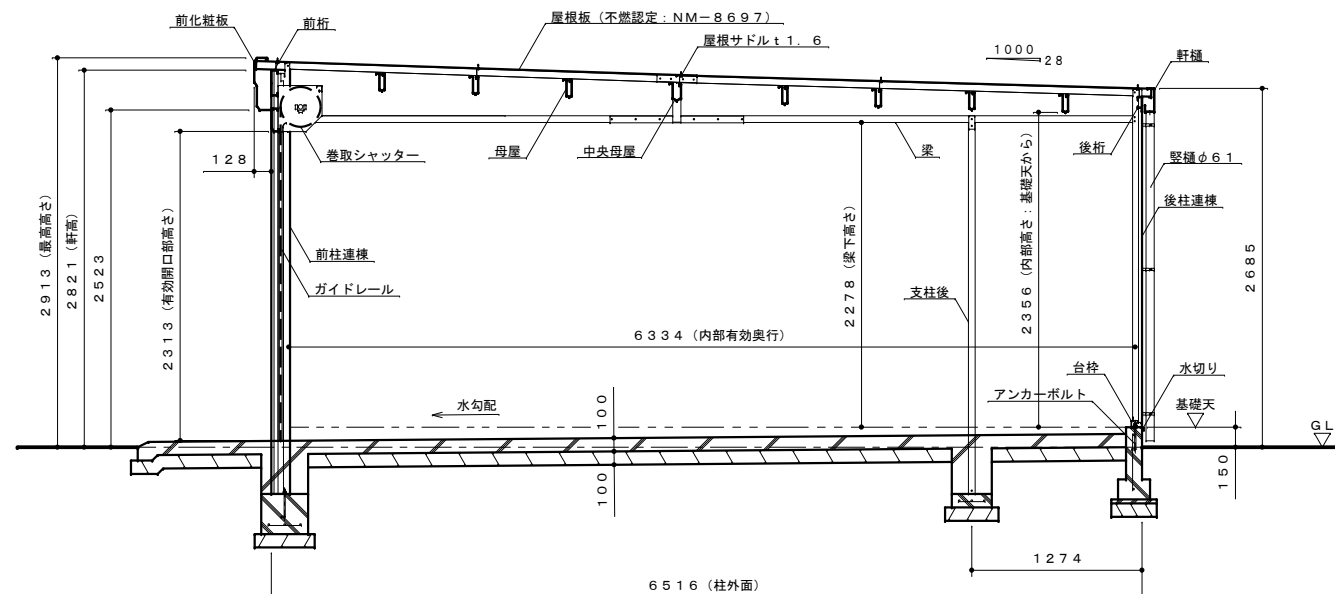 前化粧板
前桁
屋根板（不燃認定：NM－8697）
屋根サドルｔ1．6
1000
28
軒樋
128
巻取シャッター
母屋
中央母屋
梁
後桁
竪樋φ61
後柱連棟
2913（最高高さ）
2821（軒高）
2523
2313（有効開口部高さ）
前柱連棟
ガイドレール
2278（梁下高さ）
支柱後
2356（内部高さ：基礎天から）
2685
6334（内部有効奥行）
台枠
水切り
アンカーボルト
基礎天
水勾配
100
GL
100
150
1274
6516（柱外面）